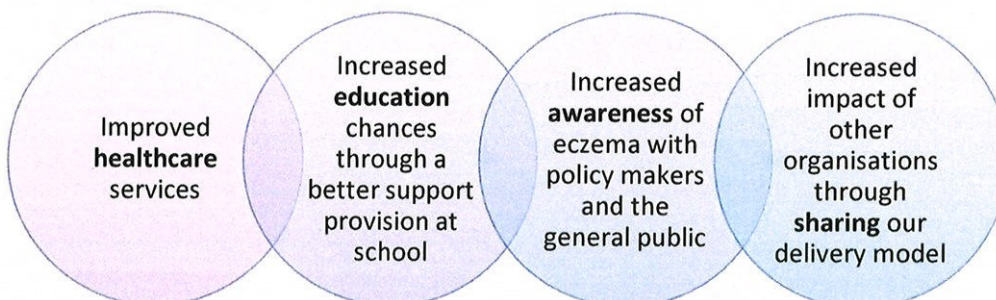 Improved
healthcare
services
Increased
education
chances
through a
better support
provision at
school
Increased
awareness of
eczema with
policy makers
and the
general public
Increased
impact of
other
organisations
through
sharing our
delivery model